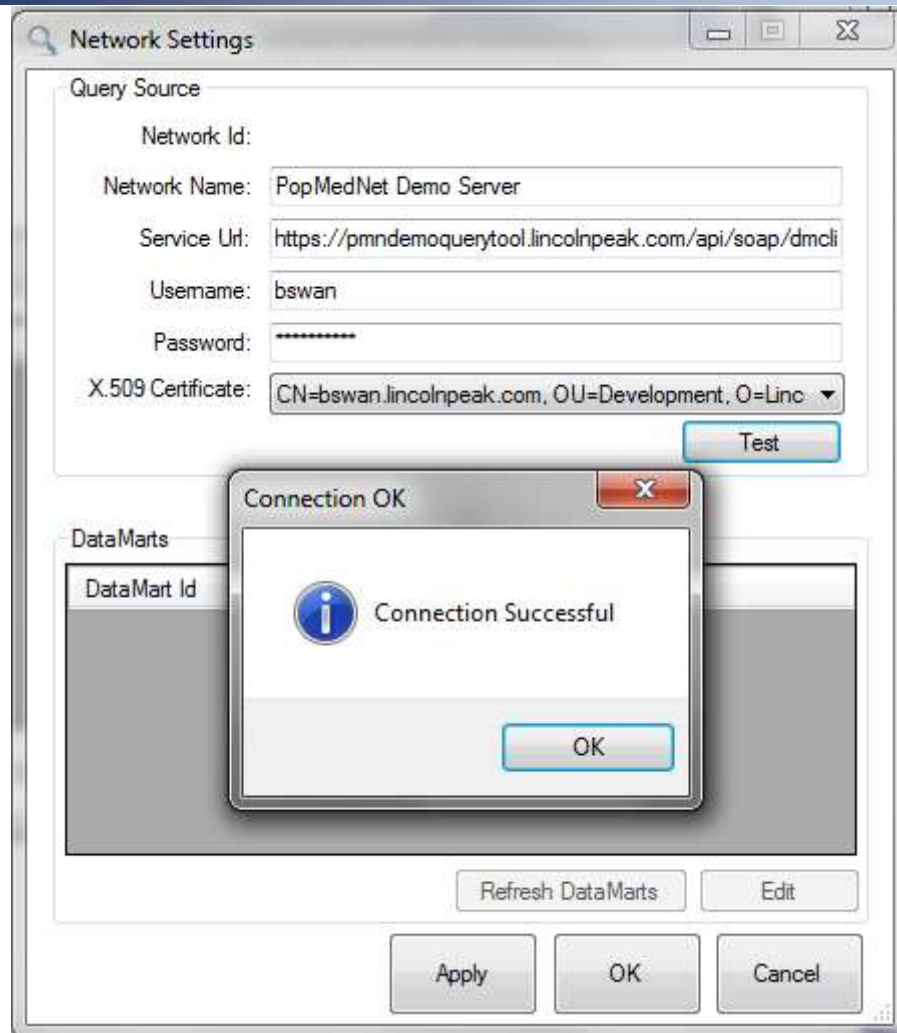 Network Settings
Query Source
Network Id:
Network Name: PopMedNet Demo Server
Service Url: https://pmndemoquerytool.lincolnpeak.com/api/soap/dmcli
Username: bswan
Password: **********
X.509 Certificate: CN=bswan.lincolnpeak.com, OU=Development, O=Linc
Test
Connection OK
DataMarts
DataMart Id
Connection Successful
OK
Refresh DataMarts Edit
Apply OK Cancel